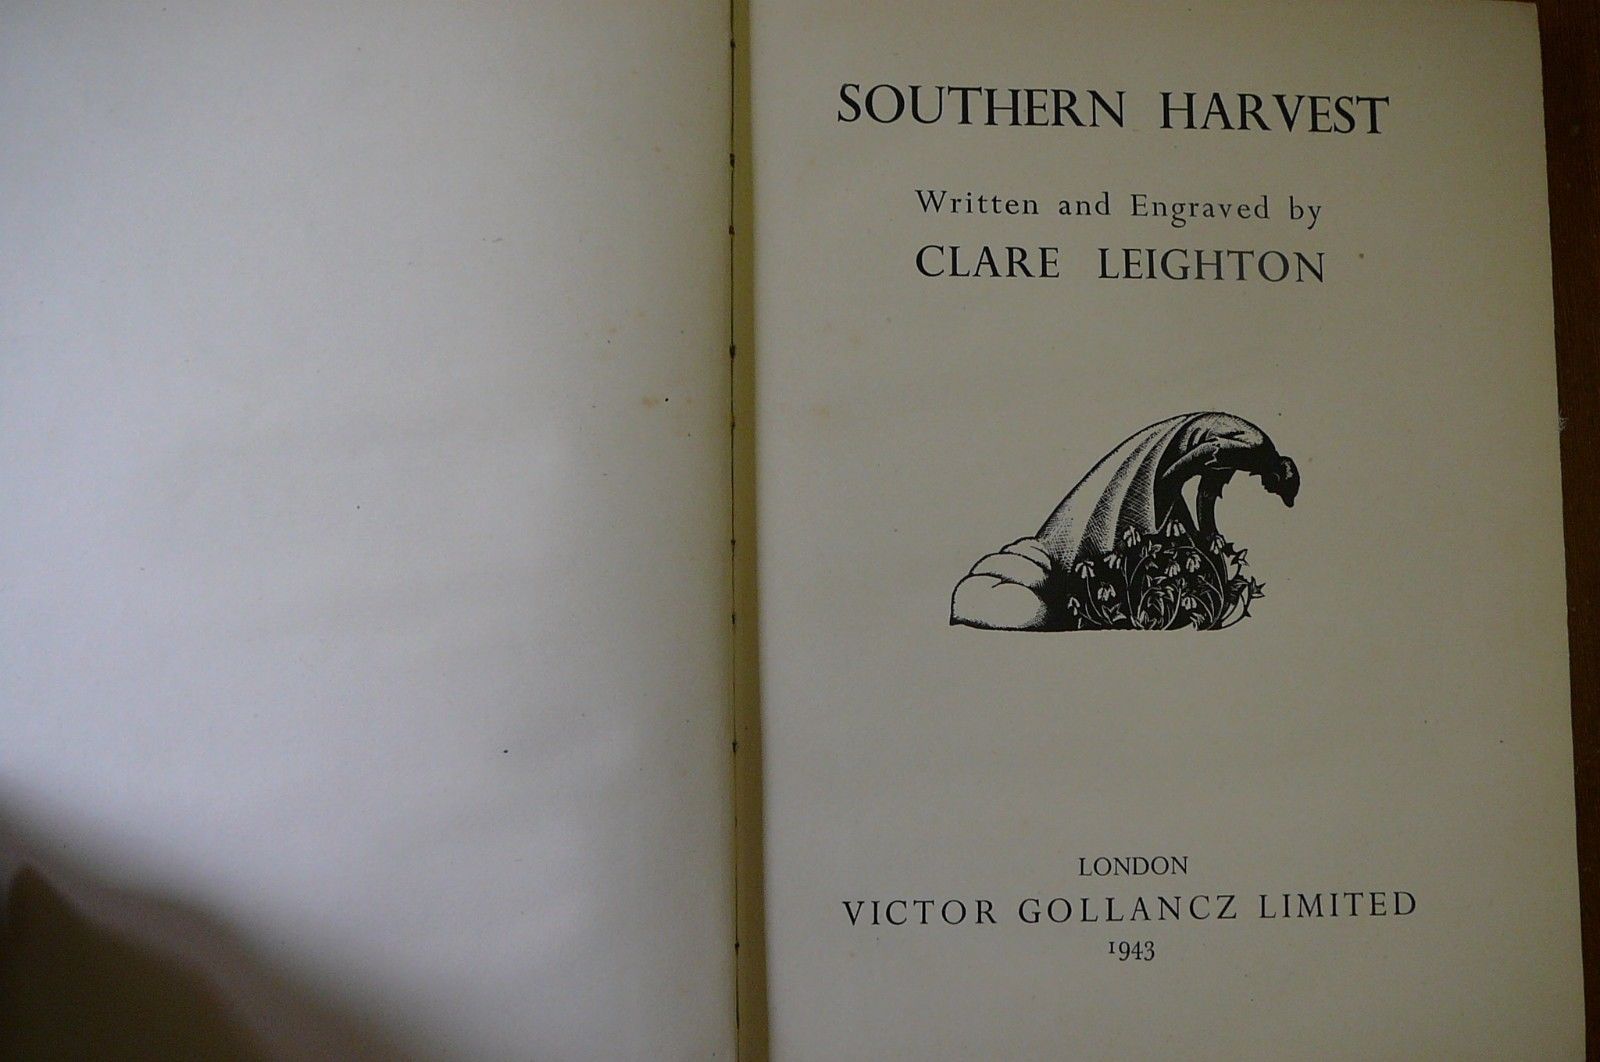 SOUTHERN HARVEST
Written and Engraved by
CLARE LEIGHTON
LONDON
VICTOR GOLLANCZ LIMITED
1943